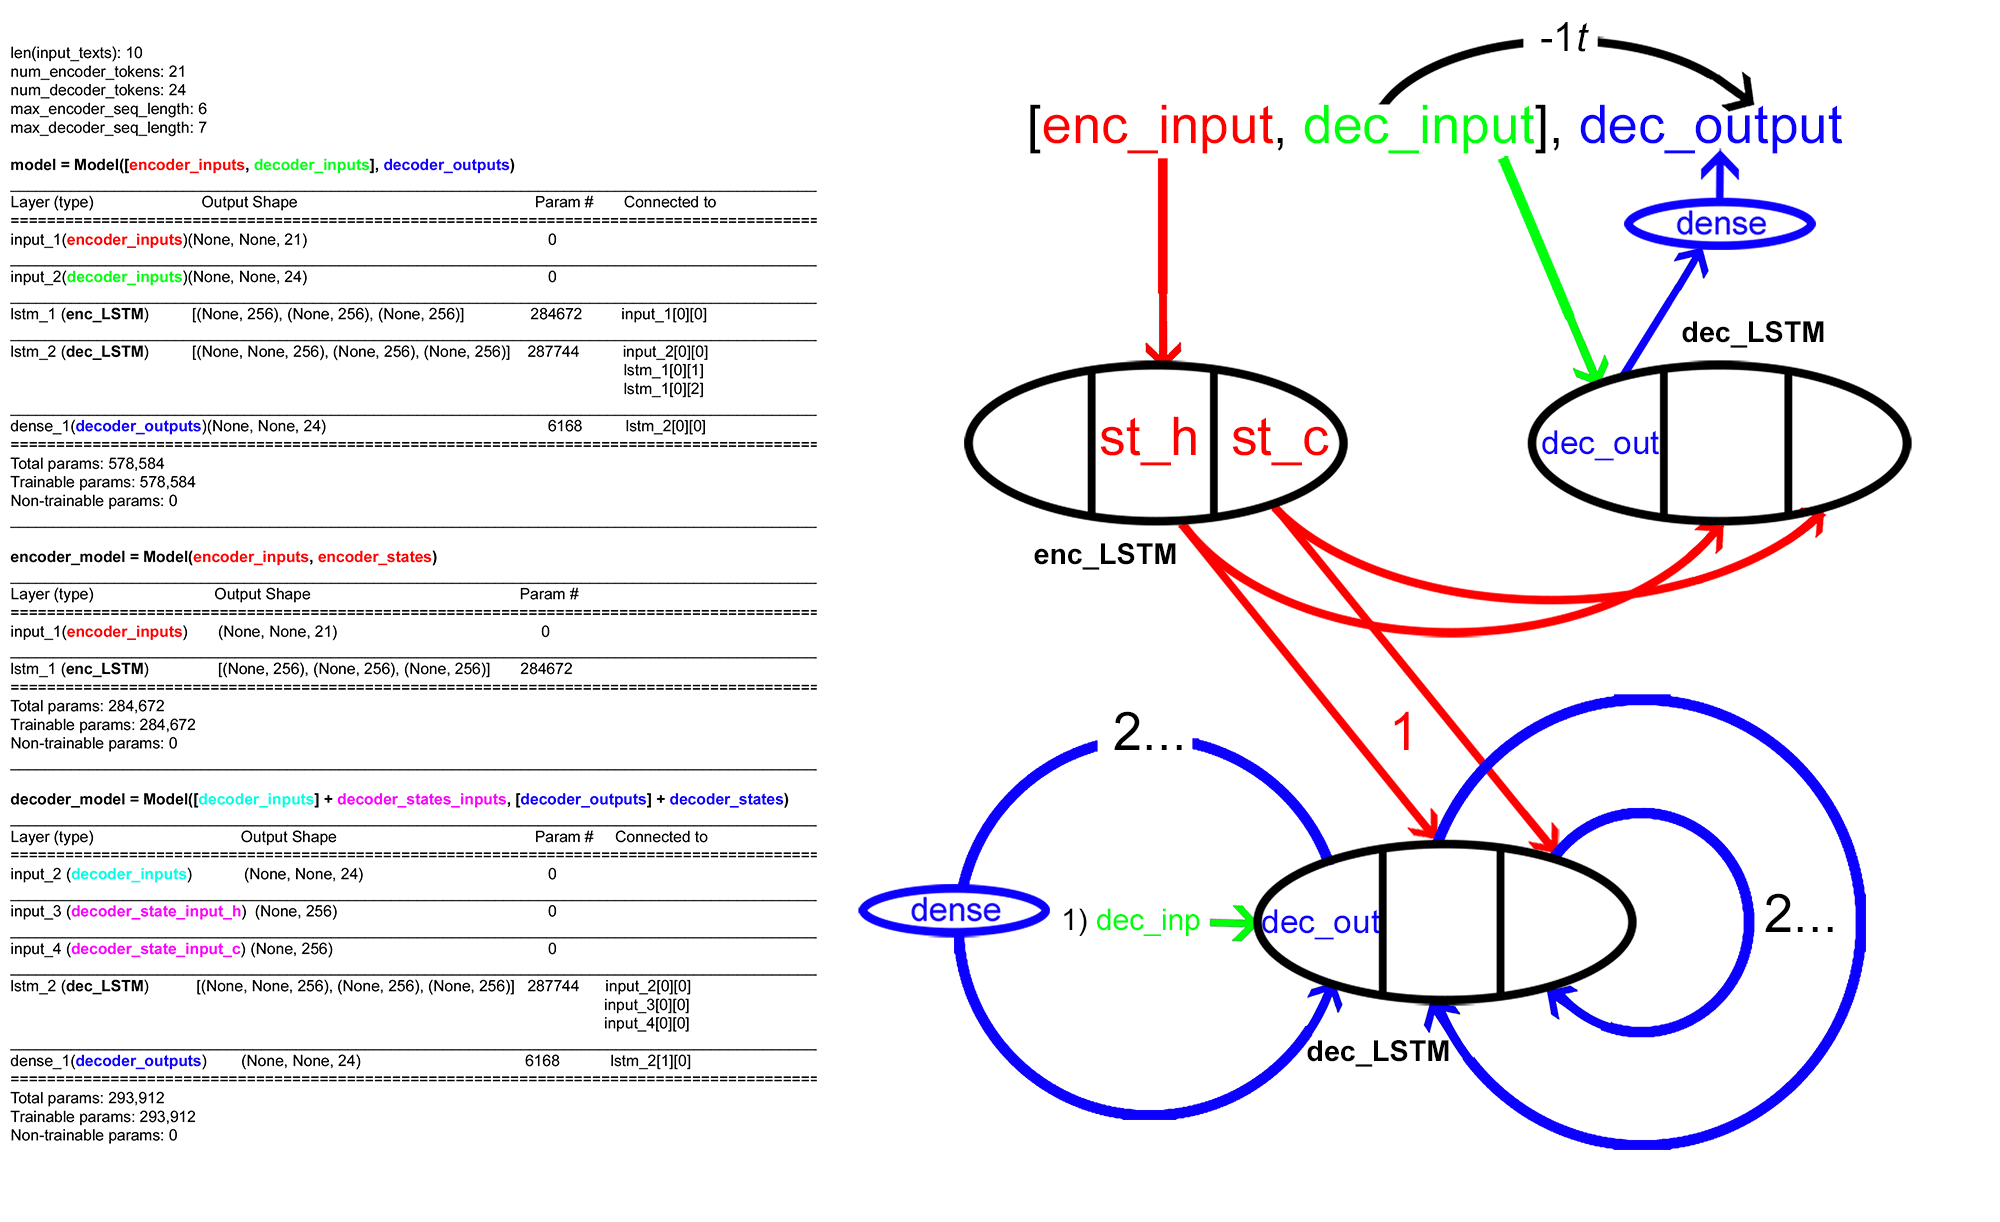 len(input_texts): 10
num_encoder_tokens: 21
num_decoder_tokens: 24
max_encoder_seq_length: 6
max_decoder_seq_length: 7
model = Model([encoder_inputs, decoder_inputs], decoder_outputs)
Layer (type) Output Shape Param # Connected to
input_1(encoder_inputs)(None, None, 21) 0
input_2(decoder_inputs)(None, None, 24) 0
lstm_1 (enc_LSTM) [(None, 256), (None, 256), (None, 256)] 284672 input_1[0][0]
lstm_2 (dec_LSTM) [(None, None, 256), (None, 256), (None, 256)] 287744 input_2[0][0]
lstm_1[0][1]
lstm_1[0][2]
dense_1(decoder_outputs)(None, None, 24) 6168 lstm_2[0][0]
Total params: 578,584
Trainable params: 578,584
Non-trainable params: 0
encoder_model = Model(encoder_inputs, encoder_states)
Layer (type) Output Shape Param #
input_1(encoder_inputs) (None, None, 21) 0
lstm_1 (enc_LSTM) [(None, 256), (None, 256), (None, 256)] 284672
Total params: 284,672
Trainable params: 284,672
Non-trainable params: 0
decoder_model = Model([decoder_inputs] + decoder_states_inputs, [decoder_outputs] + decoder_states)
Layer (type) Output Shape Param # Connected to
input_2 (decoder_inputs) (None, None, 24) 0
input_3 (decoder_state_input_h) (None, 256) 0
input_4 (decoder_state_input_c) (None, 256) 0
lstm_2 (dec_LSTM) [(None, None, 256), (None, 256), (None, 256)] 287744 input_2[0][0]
input_3[0][0]
input_4[0][0]
dense_1(decoder_outputs) (None, None, 24) 6168 lstm_2[1][0]
Total params: 293,912
Trainable params: 293,912
Non-trainable params: 0
-1t
[enc_input, dec_input], dec_output
dense
dec_LSTM
st_h st_c
dec_out
enc_LSTM
1
2...
dense
1) dec_inp
dec_out
2...
dec_LSTM